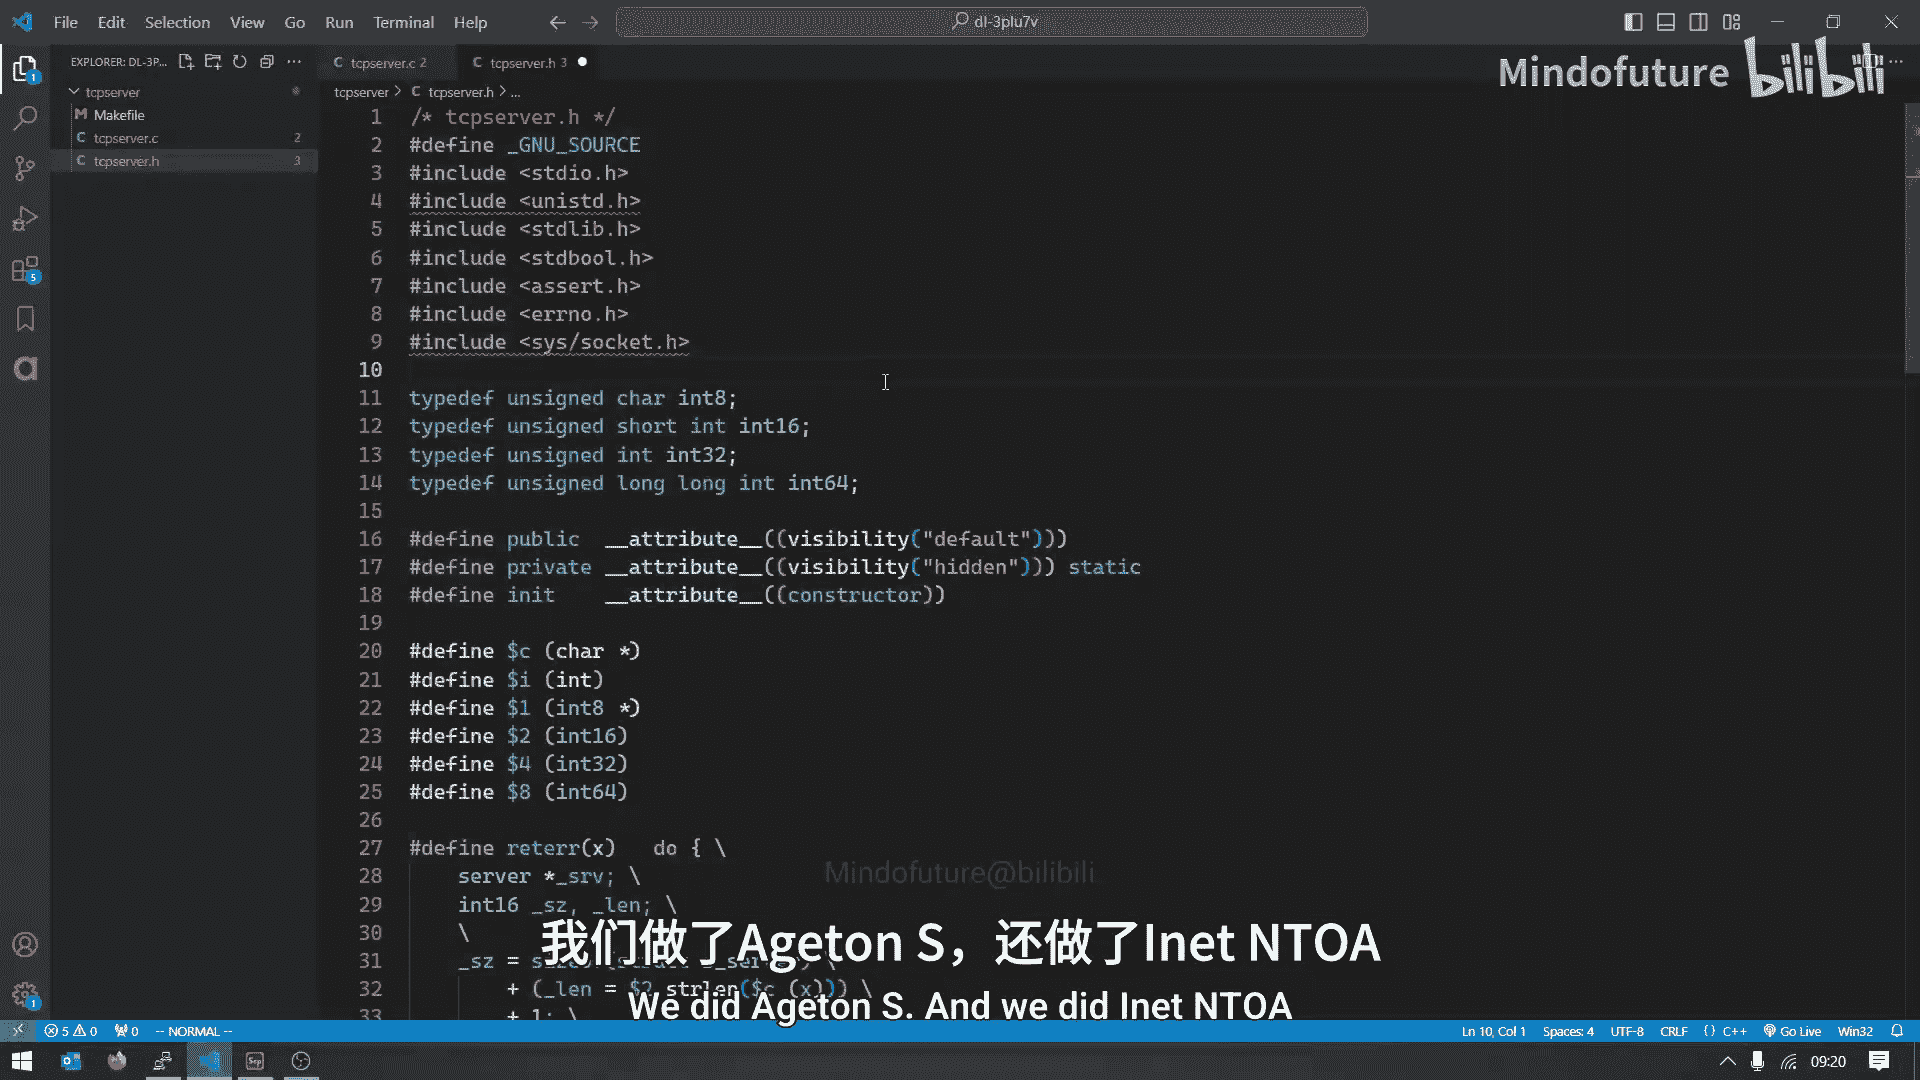 File Edit Selection View Go Run Terminal Help
dl-3plu7v
EXPLORER: DL-3P...
tcpserver
Makefile
tcpserver.c 2
tcpserver.h 3
tcpserver.c 2
tcpserver.h 3
Mindofuture bilibili
tcpserver > C tcpserver.h > ...
1 /* tcpserver.h */
2 #define _GNU_SOURCE
3 #include <stdio.h>
4 #include <unistd.h>
5 #include <stdlib.h>
6 #include <stdbool.h>
7 #include <assert.h>
8 #include <errno.h>
9 #include <sys/socket.h>
10
11 typedef unsigned char int8;
12 typedef unsigned short int int16;
13 typedef unsigned int int32;
14 typedef unsigned long long int int64;
15
16 #define public __attribute__((visibility("default")))
17 #define private __attribute__((visibility("hidden"))) static
18 #define init __attribute__((constructor))
19
20 #define $c (char *)
21 #define $i (int)
22 #define $1 (int8 *)
23 #define $2 (int16)
24 #define $4 (int32)
25 #define $8 (int64)
26
27 #define reterr(x) do { \
28 server *_srv; \
29 int16 _sz, _len; \
30 \
31 _sz =
32 + (_len = $2 strlen($c (x))) \
33 + 1; \
Mindofuture@bilibili
我们做了Ageton S，还做了Inet NTOA
We did Ageton S. And we did Inet NTOA
5 0 0 -- NORMAL -- Ln 10, Col 1 Spaces: 4 UTF-8 CRLF {} C++ Go Live Win32
09:20